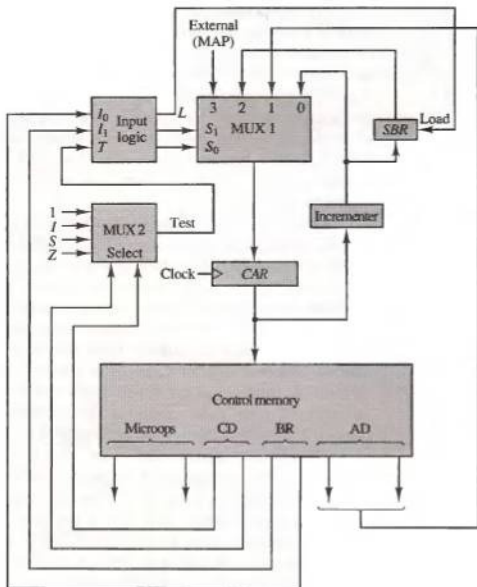 External
(MAP)
L
3 2 1 0
MUX 1
S1
S0
I0
I1
T
Input
logic
SBR
Load
1
I
S
Z
MUX 2
Select
Test
Incrementer
Clock
CAR
Control memory
Microops
CD
BR
AD